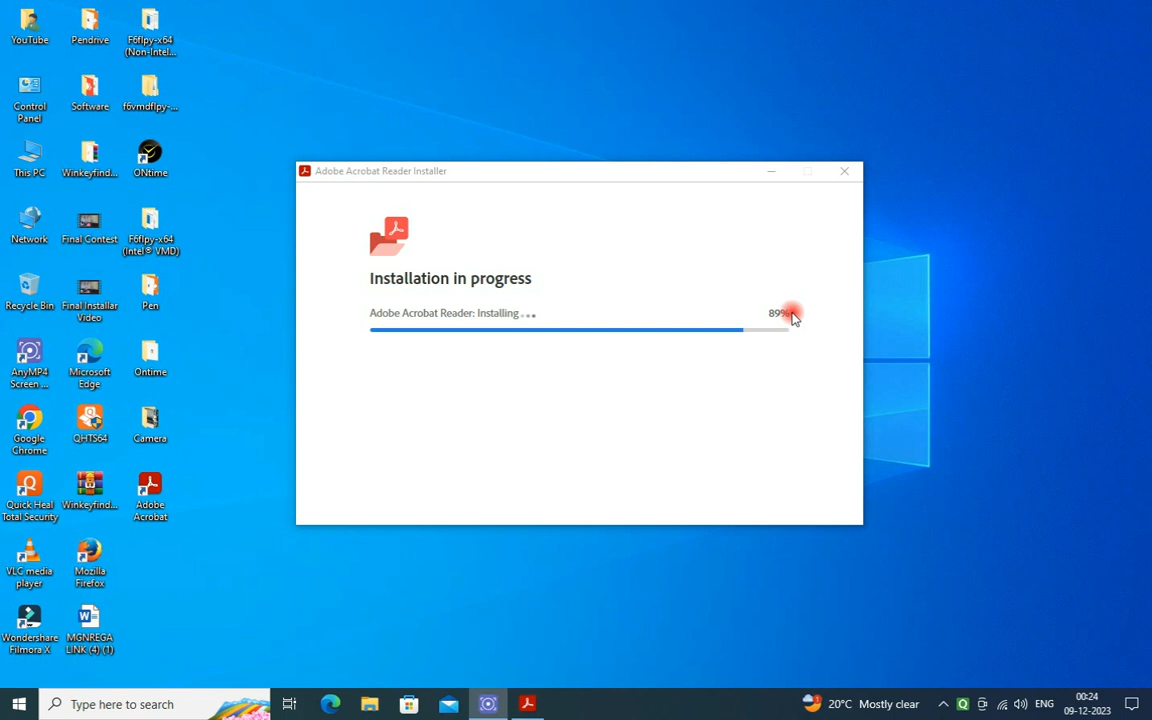 YouTube
Pendrive
F6flpy-x64
(Non-Intel...
Control
Panel
Software
f6vmdflpy-...
This PC
Winkeyfind...
ONtime
Network
Final Contest
F6flpy-x64
(Intel® VMD)
Recycle Bin
Final Installar
Video
Pen
AnyMP4
Screen ...
Microsoft
Edge
Ontime
Google
Chrome
QHTS64
Camera
Quick Heal
Total Security
Winkeyfind...
Adobe
Acrobat
VLC media
player
Mozilla
Firefox
Wondershare
Filmora X
MGNREGA
LINK (4) (1)
Adobe Acrobat Reader Installer
Installation in progress
Adobe Acrobat Reader: Installing...
89%
Type here to search
20°C Mostly clear
ENG
00:24
09-12-2023